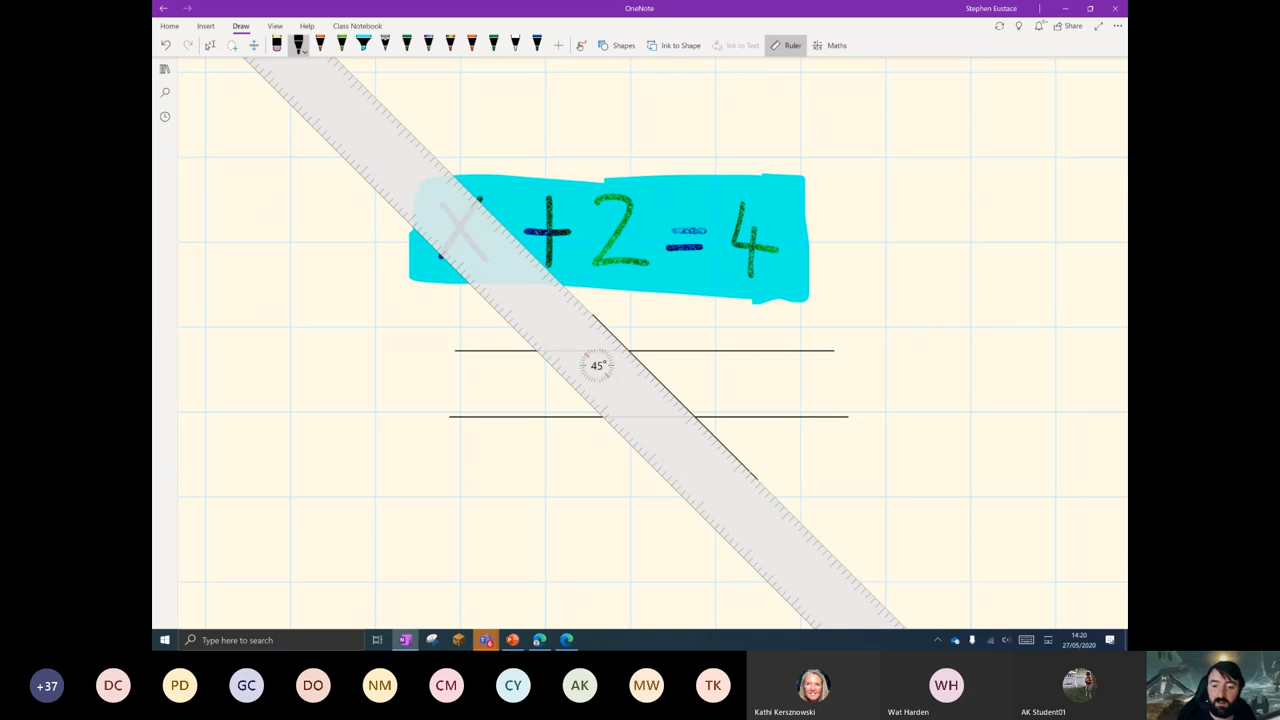 OneNote
Stephen Eustace
Home Insert Draw View Help Class Notebook
Share
Shapes Ink to Shape Ink to Text Ruler Maths
x + 2 = 4
45°
Type here to search
14:20
27/05/2020
+37 DC PD GC DO NM CM CY AK MW TK WH
Kathi Kersznowski Wat Harden AK Student01